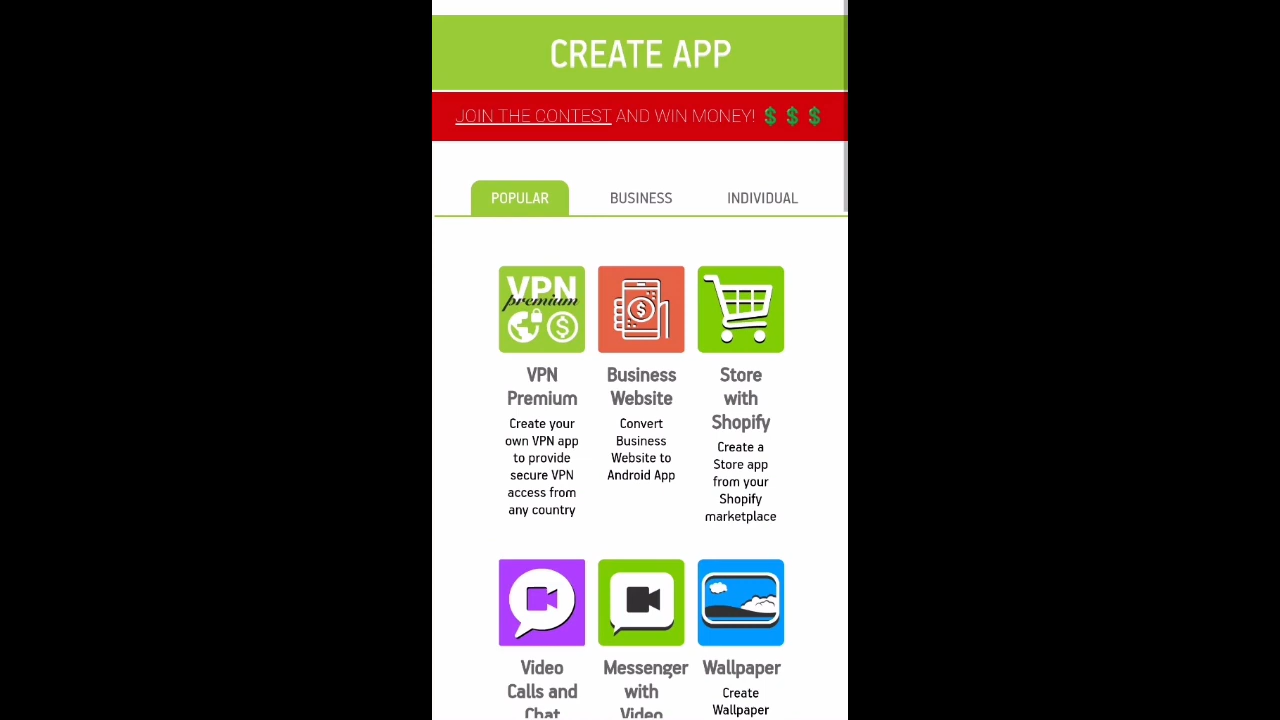 CREATE APP
JOIN THE CONTEST AND WIN MONEY! 💲 💲 💲
POPULAR BUSINESS INDIVIDUAL
VPN
premium
$
$
VPN
Premium
Create your
own VPN app
to provide
secure VPN
access from
any country
Business
Website
Convert
Business
Website to
Android App
Store
with
Shopify
Create a
Store app
from your
Shopify
marketplace
Video
Calls and
Chat
Messenger
with
Video
Wallpaper
Create
Wallpaper